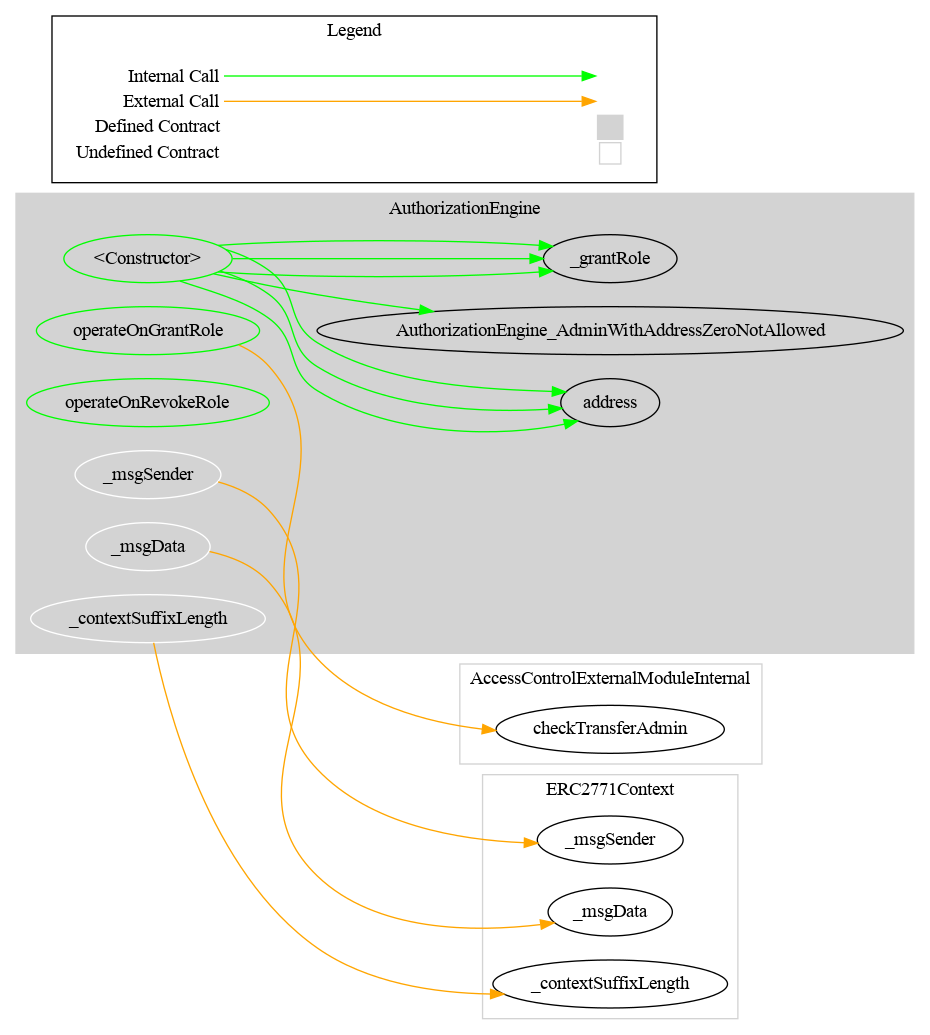 Legend
Internal Call
External Call
Defined Contract
Undefined Contract
AuthorizationEngine
<Constructor>
_grantRole
operateOnGrantRole
AuthorizationEngine_AdminWithAddressZeroNotAllowed
operateOnRevokeRole
address
_msgSender
_msgData
_contextSuffixLength
AccessControlExternalModuleInternal
checkTransferAdmin
ERC2771Context
_msgSender
_msgData
_contextSuffixLength